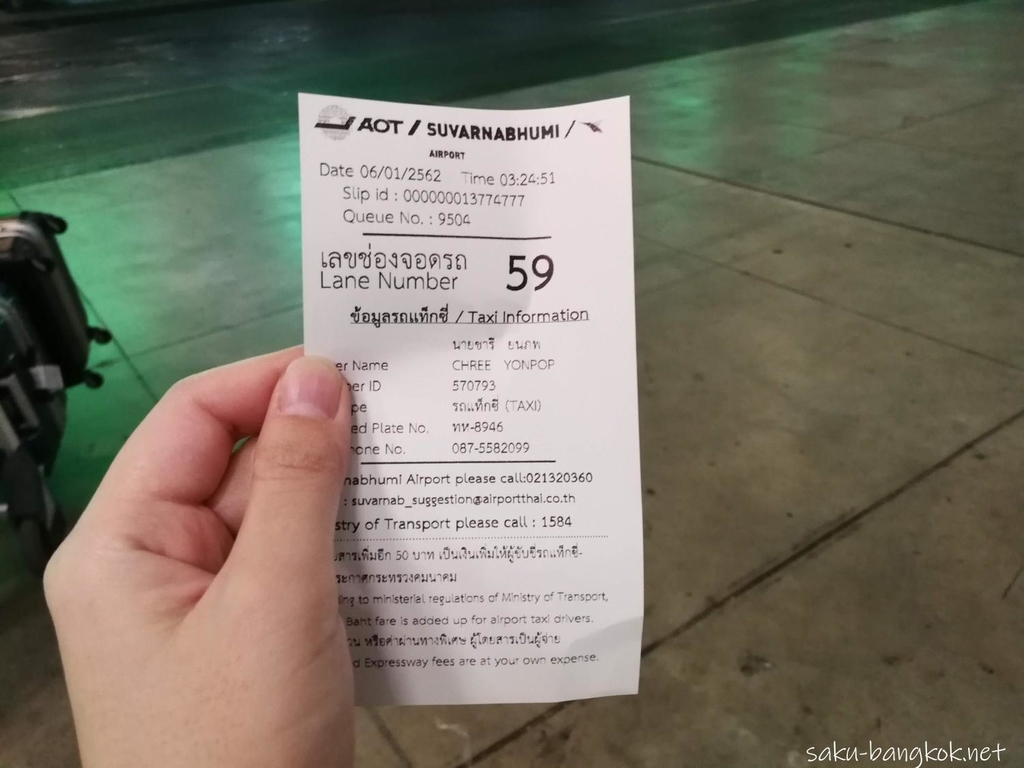 AOT / SUVARNABHUMI /
AIRPORT
Date 06/01/2562 Time 03:24:51
Slip id : 000000013774777
Queue No. : 9504
เลขช่องจอดรถ 59
Lane Number
ข้อมูลรถแท็กซี่ / Taxi Information
นายชารี ยนภพ
er Name CHREE YONPOP
er ID 570793
pe รถแท็กซี่ (TAXI)
ed Plate No. ทห-8946
one No. 087-5582099
nabhumi Airport please call:021320360
: suvarnab_suggestion@airportthai.co.th
stry of Transport please call : 1584
สารเพิ่มอีก 50 บาท เป็นเงินเพิ่มให้ผู้ขับขี่รถแท็กซี่-
ระกาศกระทรวงคมนาคม
ing to ministerial regulations of Ministry of Transport,
Baht fare is added up for airport taxi drivers.
วน หรือค่าผ่านทางพิเศษ ผู้โดยสารเป็นผู้จ่าย
d Expressway fees are at your own expense.
saku-bangkok.net